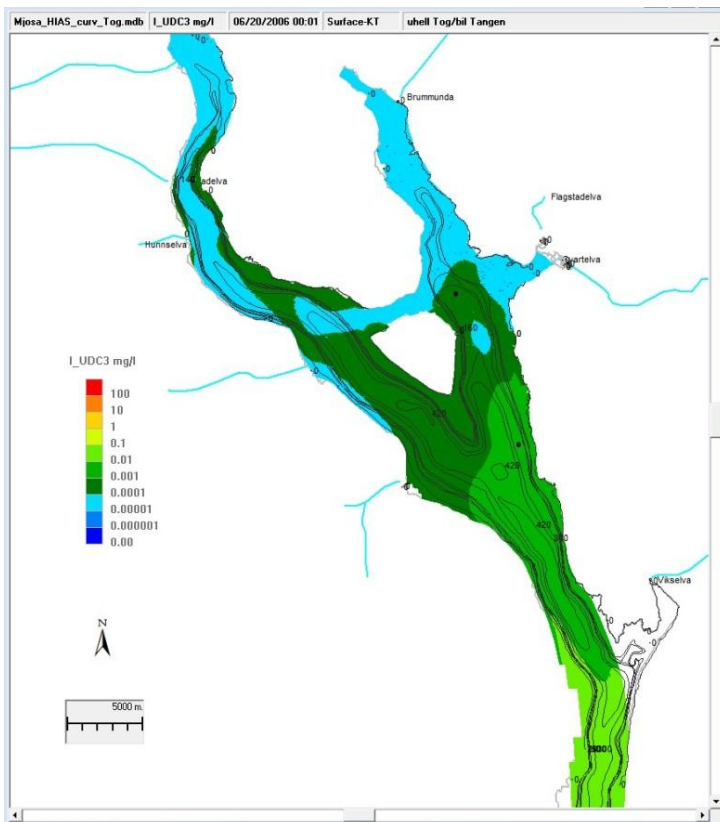 Mjosa_HIAS_curv_Tog.mdb I_UDC3 mg/l 06/20/2006 00:01 Surface-KT uhell Tog/bil Tangen
Brummunda
Flagstadelva
Hunnselva
I_UDC3 mg/l
100
10
1
0.1
0.01
0.001
0.0001
0.00001
0.000001
0.00
420
420
420
Vikselva
N
5000 m.